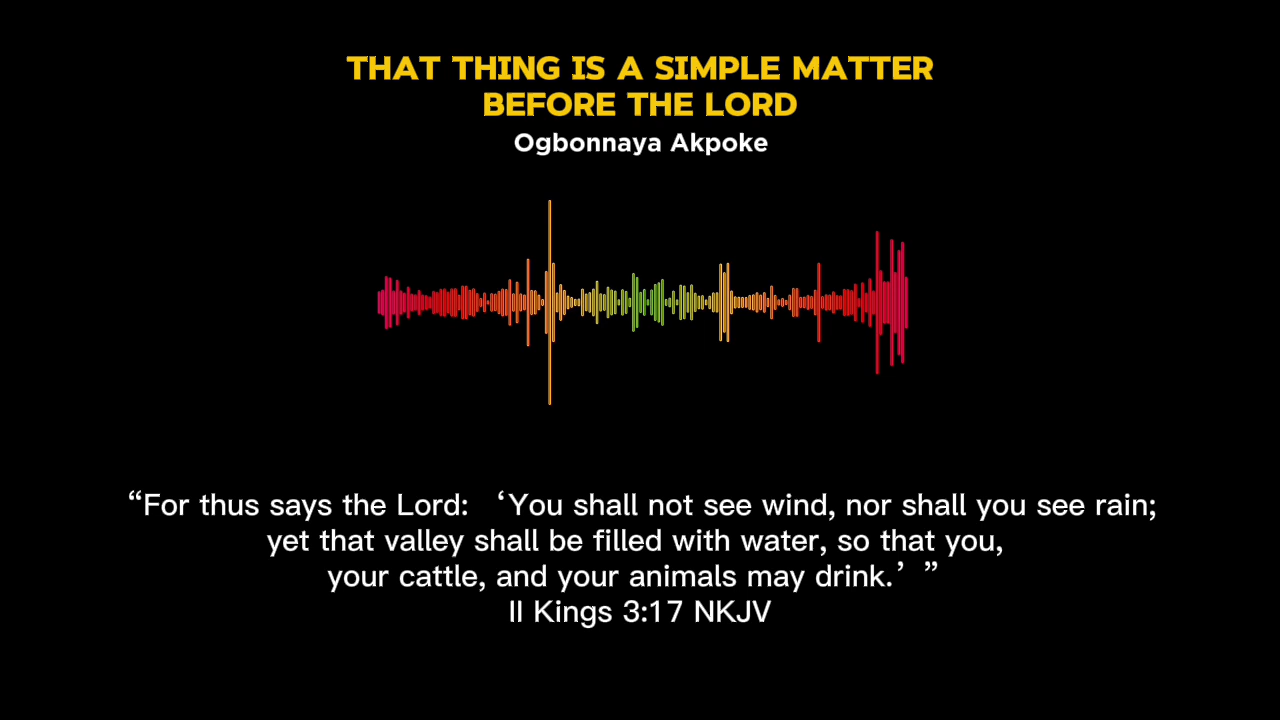 THAT THING IS A SIMPLE MATTER
BEFORE THE LORD
Ogbonnaya Akpoke
“For thus says the Lord: ‘You shall not see wind, nor shall you see rain;
yet that valley shall be filled with water, so that you,
your cattle, and your animals may drink.’ ”
II Kings 3:17 NKJV